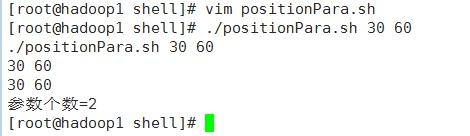 [root@hadoop1 shell]# vim positionPara.sh
[root@hadoop1 shell]# ./positionPara.sh 30 60
./positionPara.sh 30 60
30 60
30 60
参数个数=2
[root@hadoop1 shell]#